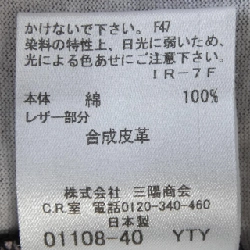 かけないで下さい。F47
染料の特性上、日光に弱いため、
光による色あせにご注意下さい。
IR-7F
本体 綿 100%
レザー部分
合成皮革
株式会社 三陽商会
C.R.室 電話0120-340-460
日本製
01108-40 YTY